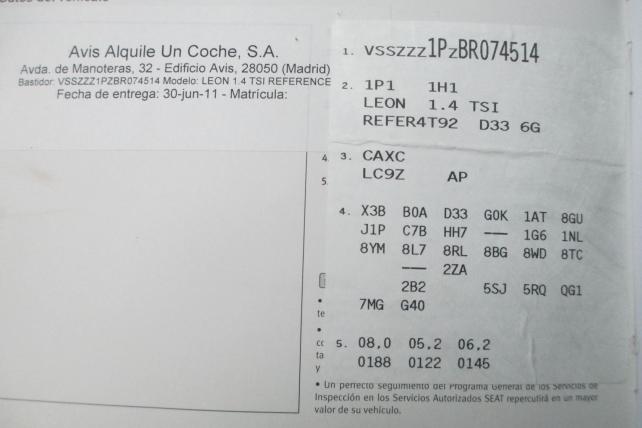 Avis Alquile Un Coche, S.A.
Avda. de Manoteras, 32 - Edificio Avis, 28050 (Madrid)
Bastidor: VSSZZZ1PZBR074514 Modelo: LEON 1.4 TSI REFERENCE
Fecha de entrega: 30-jun-11 - Matrícula:
1. VSSZZZ1PZBR074514
2. 1P1 1H1
LEON 1.4 TSI
REFER4T92 D33 6G
4.
3. CAXC
5.
LC9Z AP
4. X3B B0A D33 G0K 1AT 8GU
J1P C7B HH7 --- 1G6 1NL
8YM 8L7 8RL 8BG 8WD 8TC
--- 2ZA
2B2 5SJ 5RQ QG1
7MG G40
te
5. 08,0 05,2 06,2
0188 0122 0145
ta
y
• Un perfecto seguimiento del Programa General de los Servicios de
Inspección en los Servicios Autorizados SEAT repercutirá en un mayor
valor de su vehículo.